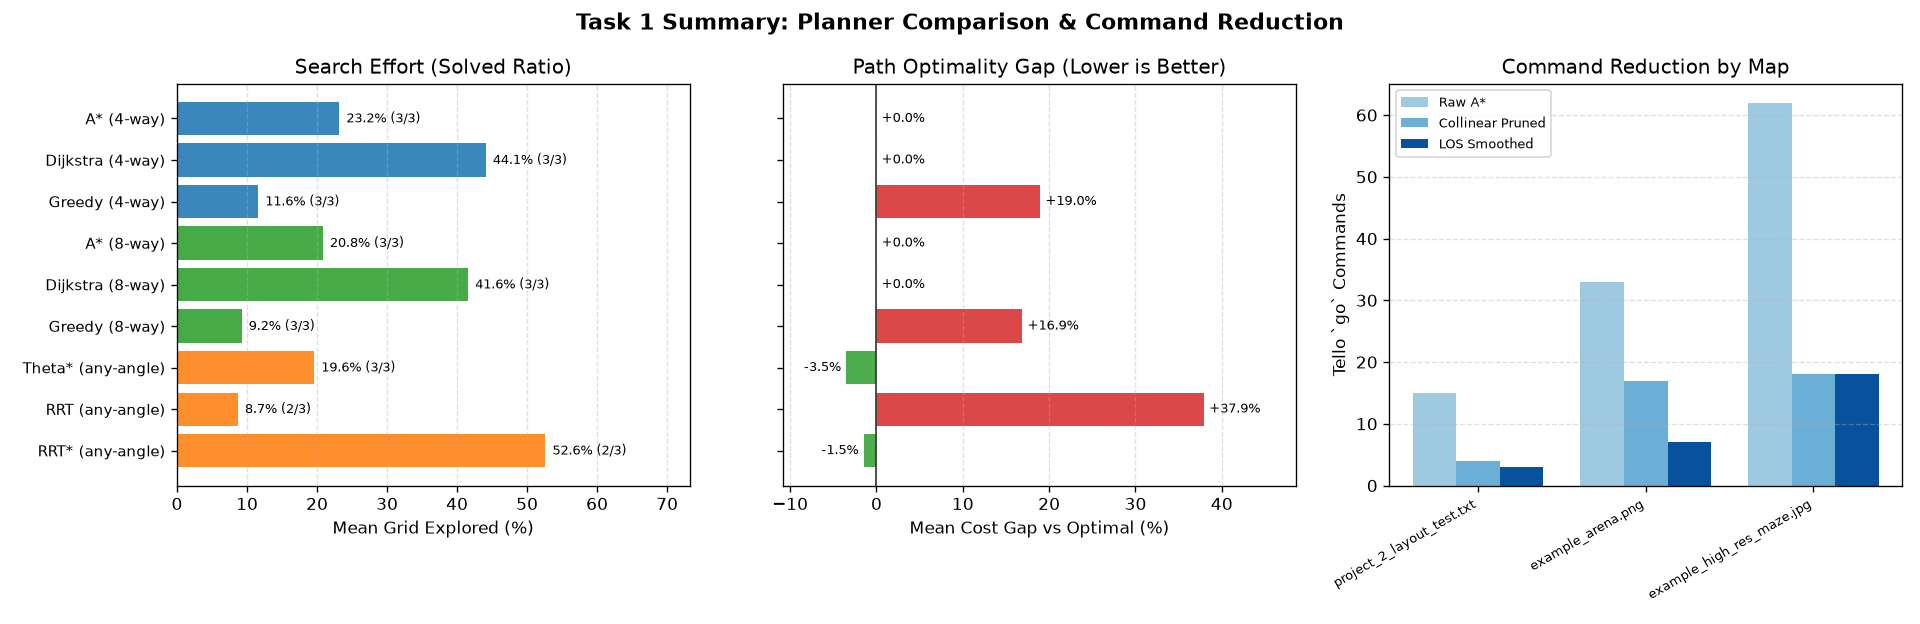 Task 1 Summary: Planner Comparison & Command Reduction
Search Effort (Solved Ratio)
A* (4-way)
23.2% (3/3)
Dijkstra (4-way)
44.1% (3/3)
Greedy (4-way)
11.6% (3/3)
A* (8-way)
20.8% (3/3)
Dijkstra (8-way)
41.6% (3/3)
Greedy (8-way)
9.2% (3/3)
Theta* (any-angle)
19.6% (3/3)
RRT (any-angle)
8.7% (2/3)
RRT* (any-angle)
52.6% (2/3)
0 10 20 30 40 50 60 70
Mean Grid Explored (%)
Path Optimality Gap (Lower is Better)
+0.0%
+0.0%
+19.0%
+0.0%
+0.0%
+16.9%
-3.5%
+37.9%
-1.5%
−10 0 10 20 30 40
Mean Cost Gap vs Optimal (%)
Command Reduction by Map
Raw A*
Collinear Pruned
LOS Smoothed
Tello `go` Commands
60
50
40
30
20
10
0
project_2_layout_test.txt
example_arena.png
example_high_res_maze.jpg